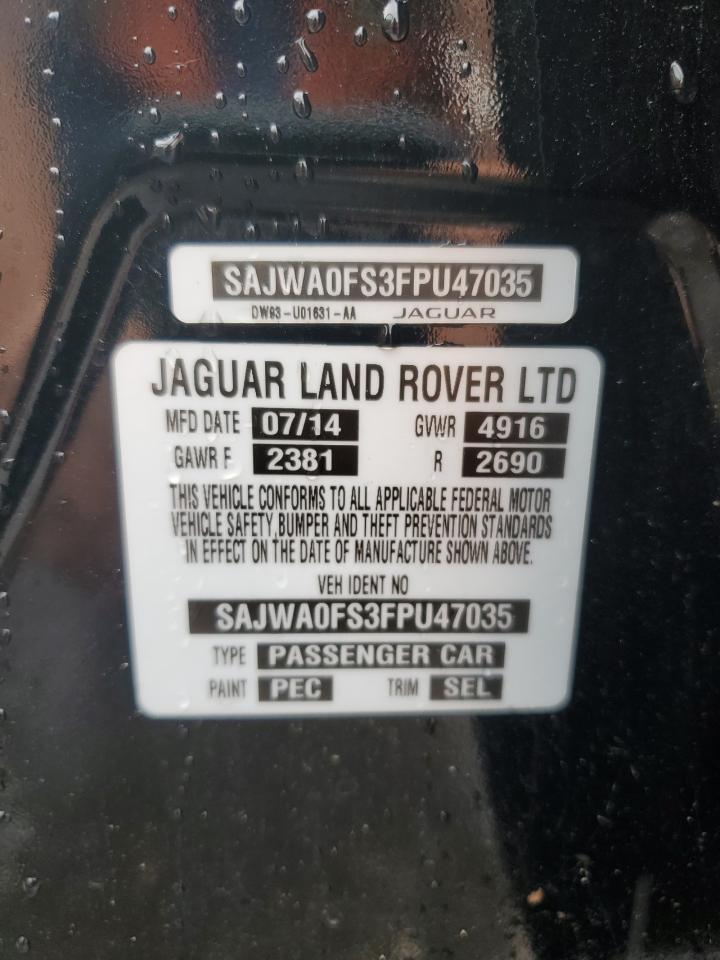 SAJWA0FS3FPU47035
DW93-U01631-AA JAGUAR
JAGUAR LAND ROVER LTD
MFD DATE 07/14 GVWR 4916
GAWR F 2381 R 2690
THIS VEHICLE CONFORMS TO ALL APPLICABLE FEDERAL MOTOR
VEHICLE SAFETY, BUMPER AND THEFT PREVENTION STANDARDS
IN EFFECT ON THE DATE OF MANUFACTURE SHOWN ABOVE.
VEH IDENT NO
SAJWA0FS3FPU47035
TYPE PASSENGER CAR
PAINT PEC TRIM SEL